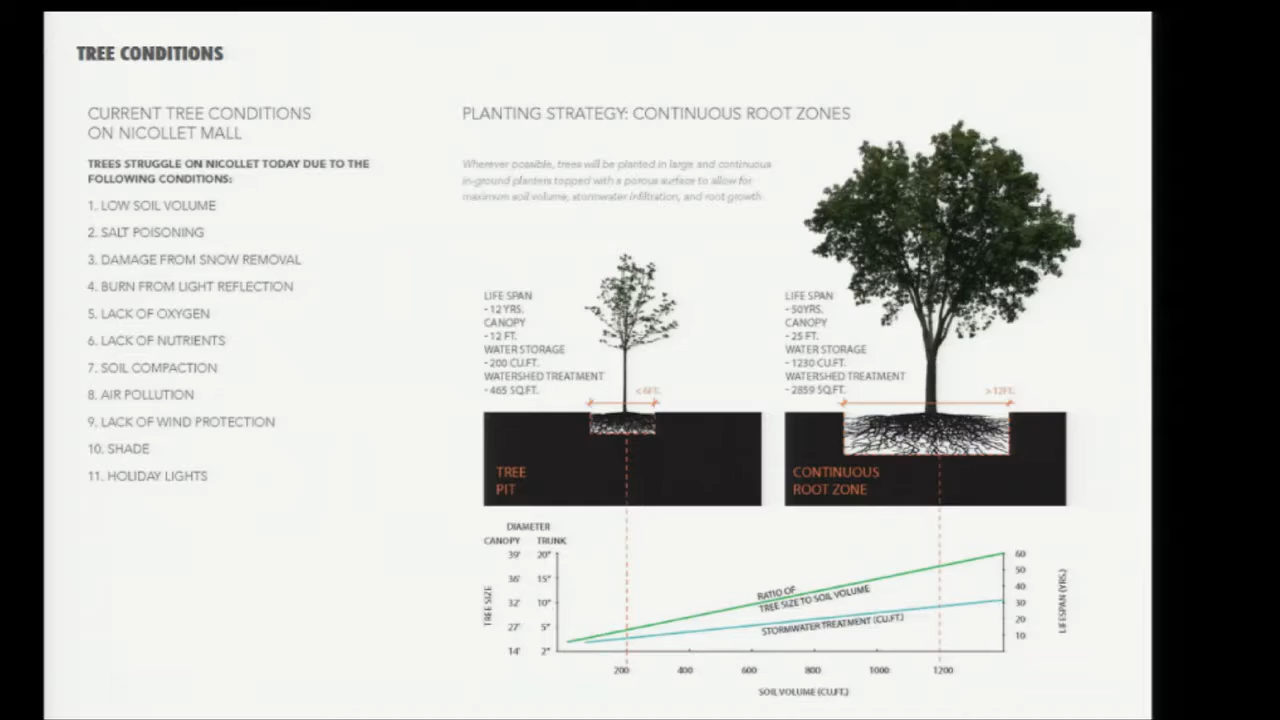 TREE CONDITIONS
CURRENT TREE CONDITIONS
ON NICOLLET MALL
TREES STRUGGLE ON NICOLLET TODAY DUE TO THE
FOLLOWING CONDITIONS:
1. LOW SOIL VOLUME
2. SALT POISONING
3. DAMAGE FROM SNOW REMOVAL
4. BURN FROM LIGHT REFLECTION
5. LACK OF OXYGEN
6. LACK OF NUTRIENTS
7. SOIL COMPACTION
8. AIR POLLUTION
9. LACK OF WIND PROTECTION
10. SHADE
11. HOLIDAY LIGHTS
PLANTING STRATEGY: CONTINUOUS ROOT ZONES
Wherever possible, trees will be planted in large and continuous
in-ground planters topped with a porous surface to allow for
maximum soil volume, stormwater infiltration, and root growth.
LIFE SPAN
- 12 YRS.
CANOPY
- 12 FT.
WATER STORAGE
- 200 CU.FT.
WATERSHED TREATMENT
- 465 SQ.FT.
< 6FT.
TREE
PIT
LIFE SPAN
- 50YRS.
CANOPY
- 25 FT.
WATER STORAGE
- 1230 CU.FT.
WATERSHED TREATMENT
- 2859 SQ.FT.
> 12FT.
CONTINUOUS
ROOT ZONE
DIAMETER
CANOPY TRUNK
39' 20"
36' 15"
32' 10"
27' 5"
14' 2"
TREE SIZE
RATIO OF
TREE SIZE TO SOIL VOLUME
STORMWATER TREATMENT (CU.FT.)
60
50
40
30
20
10
LIFESPAN (YRS.)
200 400 600 800 1000 1200
SOIL VOLUME (CU.FT.)